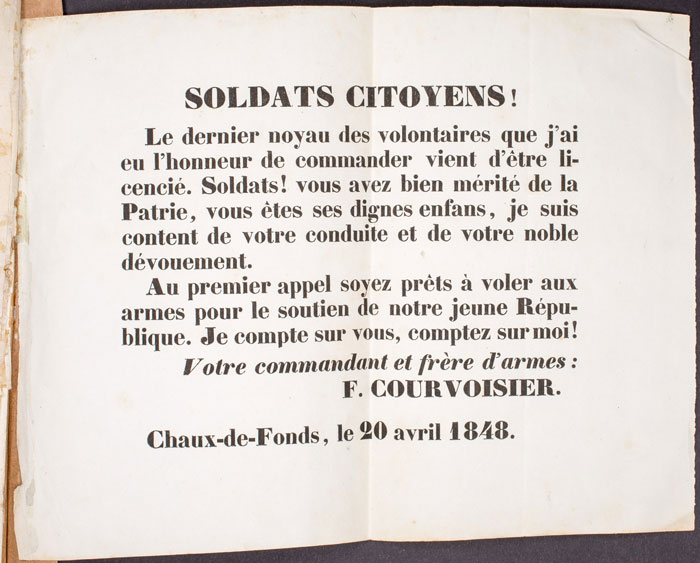 SOLDATS CITOYENS !
Le dernier noyau des volontaires que j'ai
eu l'honneur de commander vient d'être li-
cencié. Soldats! vous avez bien mérité de la
Patrie, vous êtes ses dignes enfans, je suis
content de votre conduite et de votre noble
dévouement.
Au premier appel soyez prêts à voler aux
armes pour le soutien de notre jeune Répu-
blique. Je compte sur vous, comptez sur moi!
Votre commandant et frère d'armes :
F. COURVOISIER.
Chaux-de-Fonds, le 20 avril 1848.